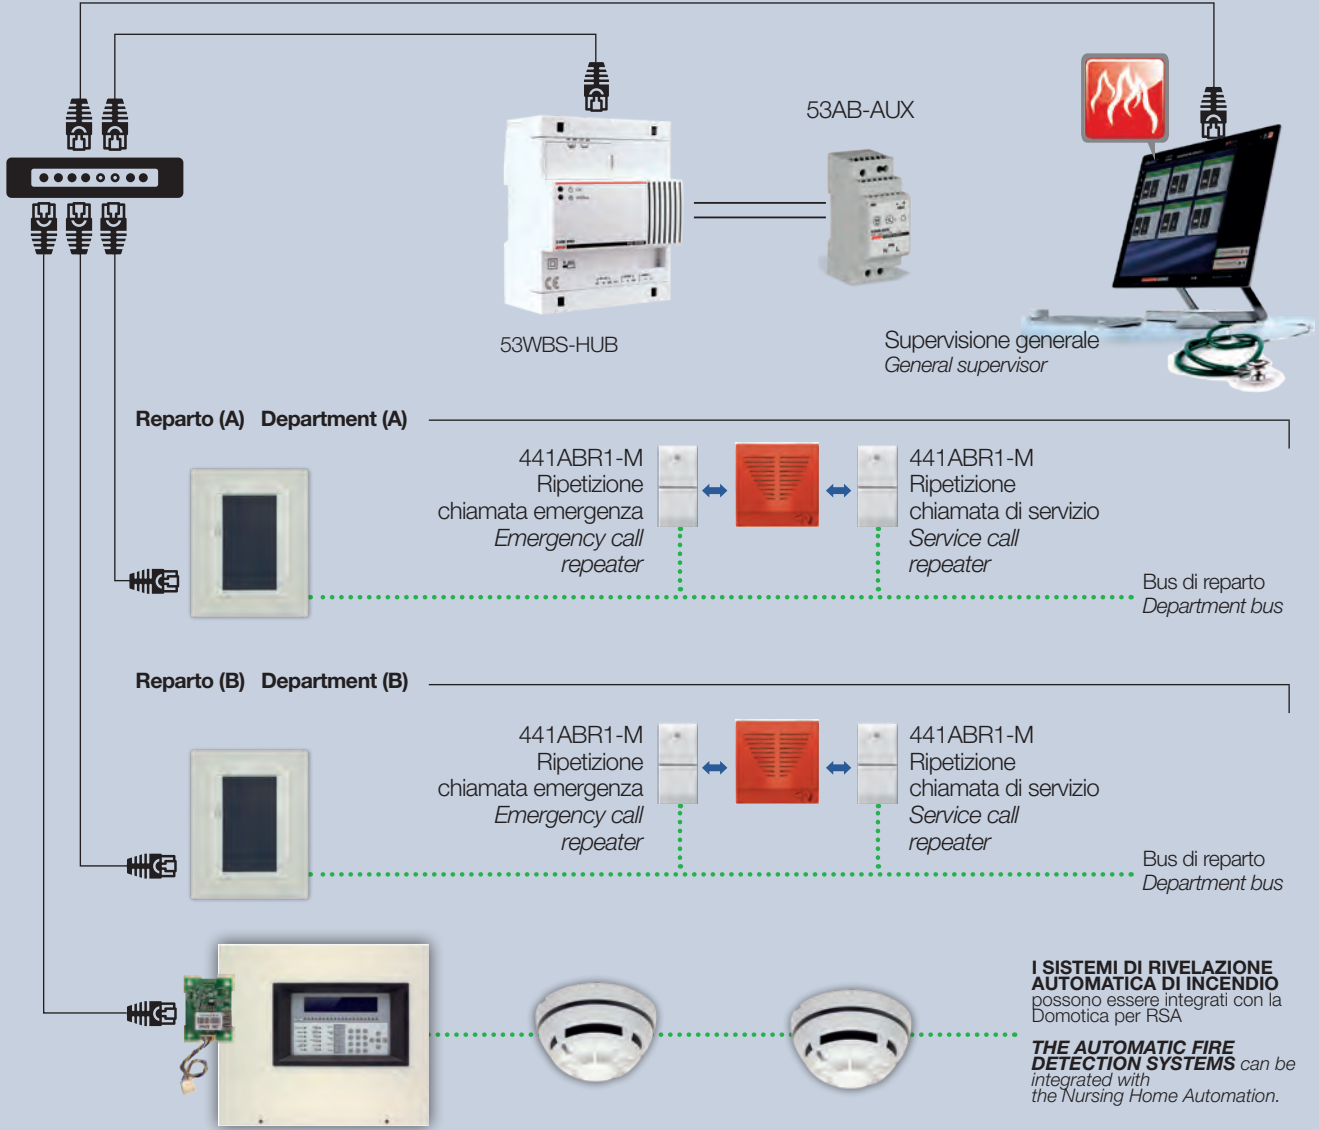 53AB-AUX
53WBS-HUB
Supervisione generale
General supervisor
Reparto (A) Department (A)
441ABR1-M
Ripetizione
chiamata emergenza
Emergency call
repeater
441ABR1-M
Ripetizione
chiamata di servizio
Service call
repeater
Bus di reparto
Department bus
Reparto (B) Department (B)
441ABR1-M
Ripetizione
chiamata emergenza
Emergency call
repeater
441ABR1-M
Ripetizione
chiamata di servizio
Service call
repeater
Bus di reparto
Department bus
I SISTEMI DI RIVELAZIONE
AUTOMATICA DI INCENDIO
possono essere integrati con la
Domotica per RSA
THE AUTOMATIC FIRE
DETECTION SYSTEMS can be
integrated with
the Nursing Home Automation.